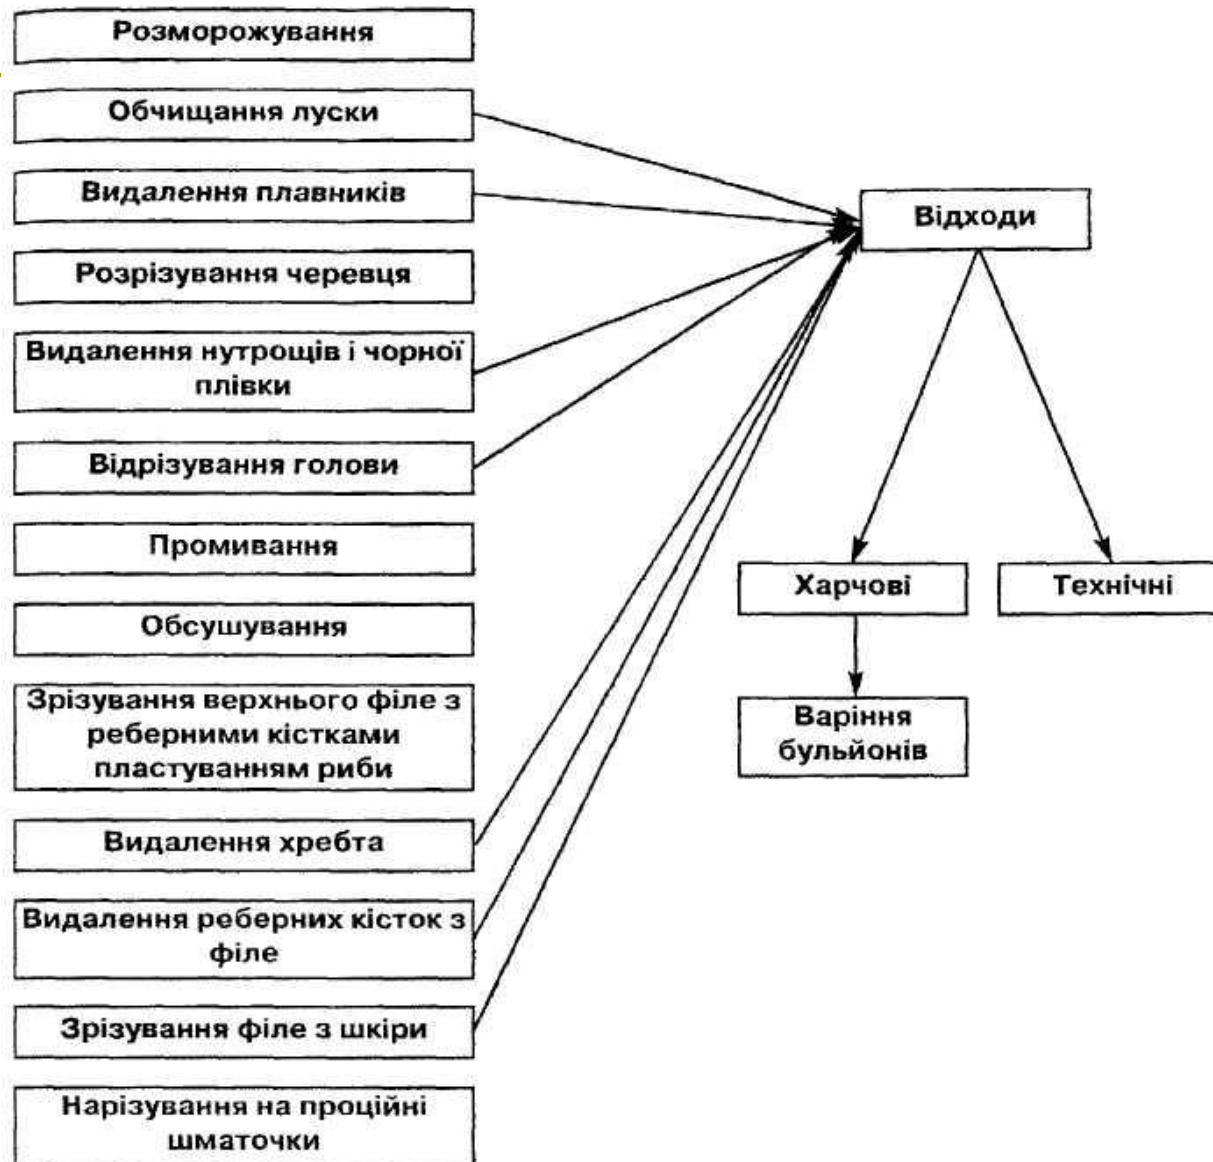 Розморожування
Обчищання луски
Видалення плавників
Розрізування черевця
Видалення нутрощів і чорної
плівки
Відрізування голови
Промивання
Обсушування
Зрізування верхнього філе з
реберними кістками
пластуванням риби
Видалення хребта
Видалення реберних кісток з
філе
Зрізування філе з шкіри
Нарізування на проційні
шматочки
Відходи
Харчові
Технічні
Варіння
бульйонів